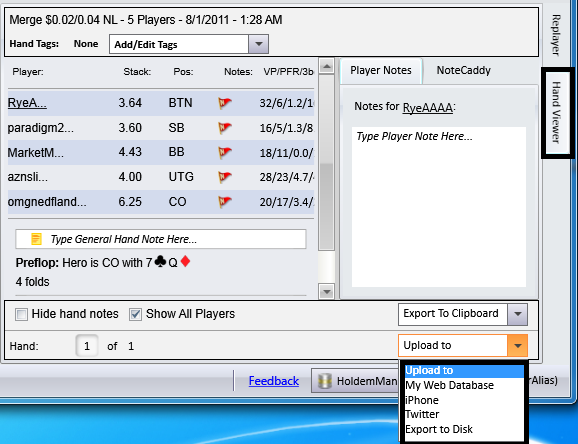 Merge $0.02/0.04 NL - 5 Players - 8/1/2011 - 1:28 AM
Hand Tags: None Add/Edit Tags
Player: Stack: Pos: Notes: VP/PFR/3b
RyeA... 3.64 BTN 32/6/1.2/1
paradigm2... 3.60 SB 16/5/1.3/8
MarketM... 4.43 BB 18/11/0.0/
aznsli... 4.00 UTG 28/23/4.7/
omgnedfland... 6.25 CO 20/17/3.4/
Type General Hand Note Here...
Preflop: Hero is CO with 7♣Q♦
4 folds
Player Notes NoteCaddy
Notes for RyeAAAA:
Type Player Note Here...
Replayer
Hand Viewer
Hide hand notes Show All Players Export To Clipboard
Hand: 1 of 1 Upload to
Upload to
My Web Database
iPhone
Twitter
Export to Disk
Feedback HoldemMan rAlias)